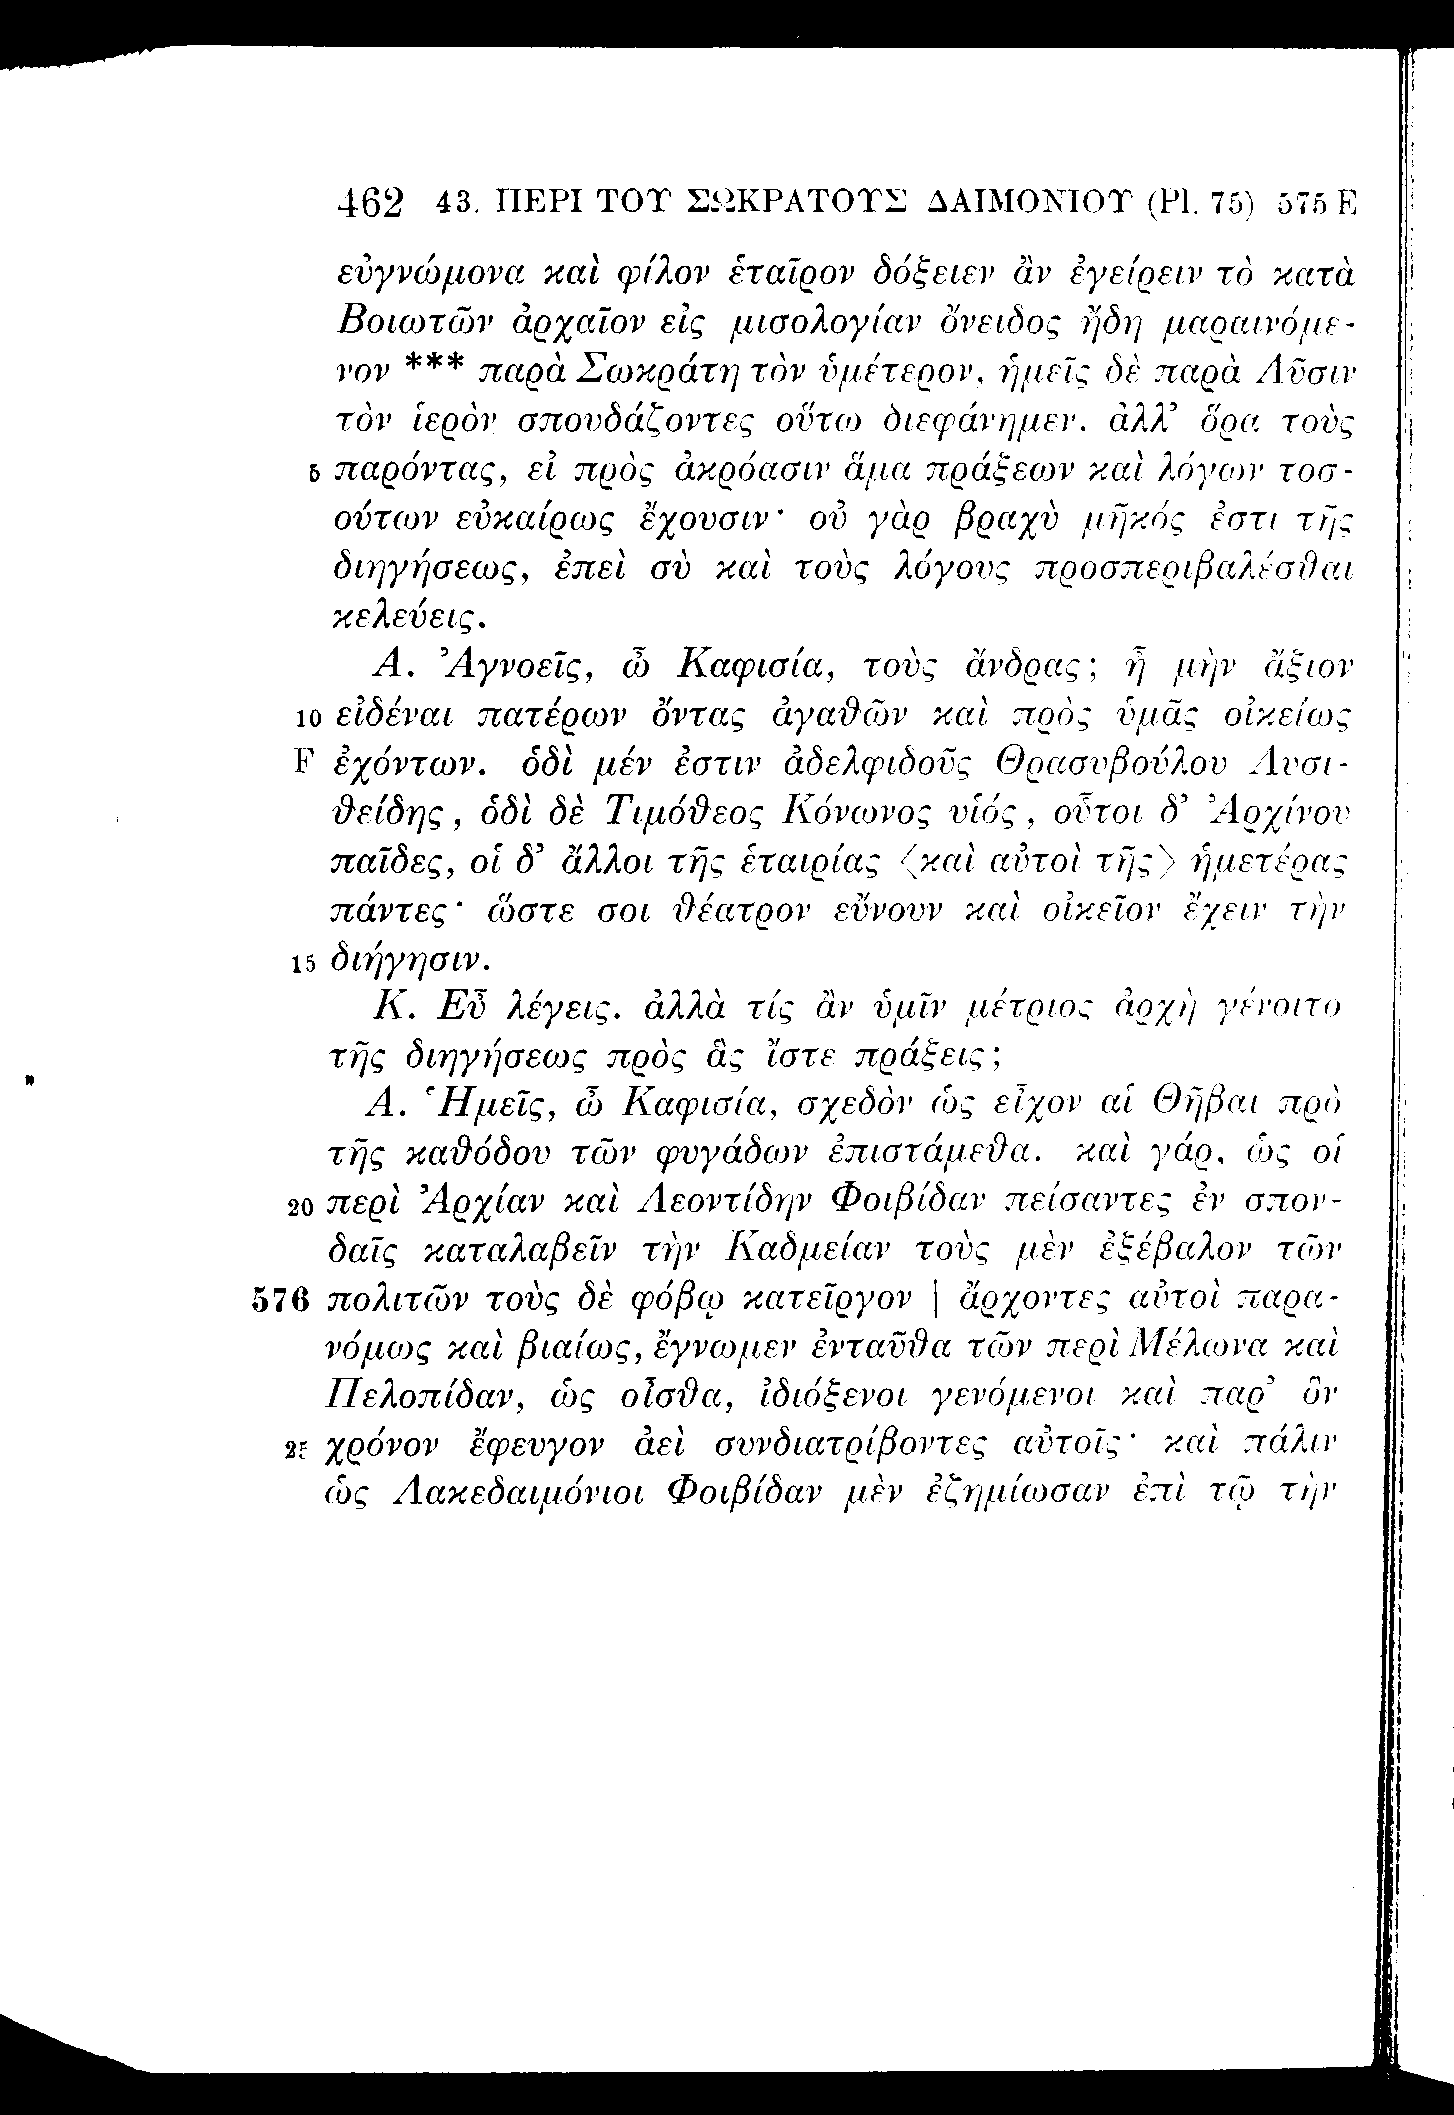 462 43. ΠΕΡΙ ΤΟΥ ΣΩΚΡΑΤΟΥΣ ΔΑΙΜΟΝΙΟΥ (Pl. 75) 575 E
εὐγνώμονα καὶ φίλον ἑταῖρον δόξειεν ἂν ἐγείρειν τὸ κατὰ
Βοιωτῶν ἀρχαῖον εἰς μισολογίαν ὄνειδος ἤδη μαραινόμε-
νον *** παρὰ Σωκράτη τὸν ὑμέτερον, ἡμεῖς δὲ παρὰ Λῦσιν
τὸν ἱερὸν σπουδάζοντες οὕτω διεφάνημεν. ἀλλ’ ὅρα τοὺς
5 παρόντας, εἰ πρὸς ἀκρόασιν ἅμα πράξεων καὶ λόγων τοσ-
ούτων εὐκαίρως ἔχουσιν· οὐ γὰρ βραχὺ μῆκός ἐστι τῆς
διηγήσεως, ἐπεὶ σὺ καὶ τοὺς λόγους προσπεριβαλέσθαι
κελεύεις.
Α. Ἀγνοεῖς, ὦ Καφισία, τοὺς ἄνδρας; ἦ μὴν ἄξιον
10 εἰδέναι πατέρων ὄντας ἀγαθῶν καὶ πρὸς ὑμᾶς οἰκείως
F ἐχόντων. ὁδὶ μέν ἐστιν ἀδελφιδοῦς Θρασυβούλου Λυσι-
θείδης, ὁδὶ δὲ Τιμόθεος Κόνωνος υἱός, οὗτοι δ’ Ἀρχίνου
παῖδες, οἱ δ’ ἄλλοι τῆς ἑταιρίας ⟨καὶ αὐτοὶ τῆς⟩ ἡμετέρας
πάντες· ὥστε σοι θέατρον εὔνουν καὶ οἰκεῖον ἔχειν τὴν
15 διήγησιν.
Κ. Εὖ λέγεις. ἀλλὰ τίς ἂν ὑμῖν μέτριος ἀρχὴ γένοιτο
τῆς διηγήσεως πρὸς ἃς ἴστε πράξεις;
Α. Ἡμεῖς, ὦ Καφισία, σχεδὸν ὡς εἶχον αἱ Θῆβαι πρὸ
τῆς καθόδου τῶν φυγάδων ἐπιστάμεθα. καὶ γάρ, ὡς οἱ
20 περὶ Ἀρχίαν καὶ Λεοντίδην Φοιβίδαν πείσαντες ἐν σπον-
δαῖς καταλαβεῖν τὴν Καδμείαν τοὺς μὲν ἐξέβαλον τῶν
576 πολιτῶν τοὺς δὲ φόβῳ κατεῖργον | ἄρχοντες αὐτοὶ παρα-
νόμως καὶ βιαίως, ἔγνωμεν ἐνταῦθα τῶν περὶ Μέλωνα καὶ
Πελοπίδαν, ὡς οἶσθα, ἰδιόξενοι γενόμενοι καὶ παρ’ ὃν
25 χρόνον ἔφευγον ἀεὶ συνδιατρίβοντες αὐτοῖς· καὶ πάλιν
ὡς Λακεδαιμόνιοι Φοιβίδαν μὲν ἐζημίωσαν ἐπὶ τῷ τὴν